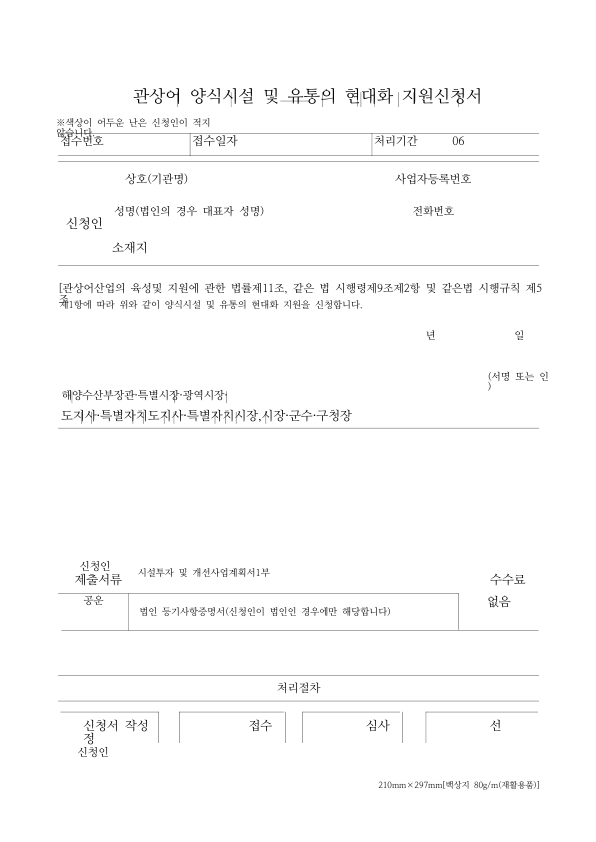 관상어 양식시설 및 유통의 현대화 지원신청서
※색상이 어두운 난은 신청인이 적지
않습니다.
접수번호 접수일자 처리기간 06
상호(기관명) 사업자등록번호
성명(법인의 경우 대표자 성명) 전화번호
신청인
소재지
[관상어산업의 육성및 지원에 관한 법률제11조, 같은 법 시행령제9조제2항 및 같은법 시행규칙 제5
조
제1항에 따라 위와 같이 양식시설 및 유통의 현대화 지원을 신청합니다.
년 일
(서명 또는 인
)
해양수산부장관·특별시장·광역시장·
도지사·특별자치도지사·특별자치시장,시장·군수·구청장
신청인
제출서류 시설투자 및 개선사업계획서1부 수수료
공운 없음
법인 등기사항증명서(신청인이 법인인 경우에만 해당합니다)
처리절차
신청서 작성 접수 심사 선
정
신청인
210mm×297mm[백상지 80g/m(재활용품)]